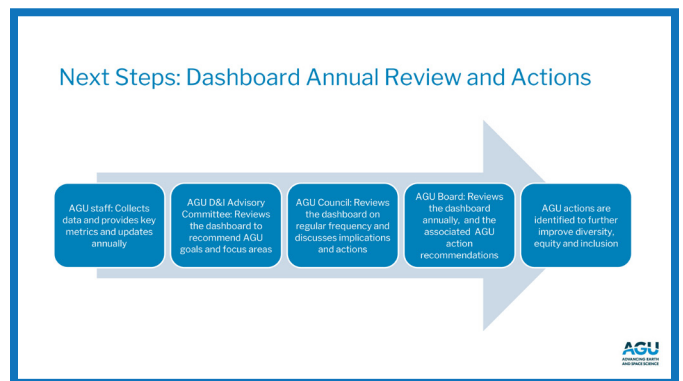 Next Steps: Dashboard Annual Review and Actions
AGU staff: Collects
data and provides key
metrics and updates
annually
AGU D&I Advisory
Committee: Reviews
the dashboard to
recommend AGU
goals and focus areas
AGU Council: Reviews
the dashboard on
regular frequency and
discusses implications
and actions
AGU Board: Reviews
the dashboard
annually, and the
associated AGU
action
recommendations
AGU actions are
identified to further
improve diversity,
equity and inclusion
AGU
ADVANCING EARTH
AND SPACE SCIENCE